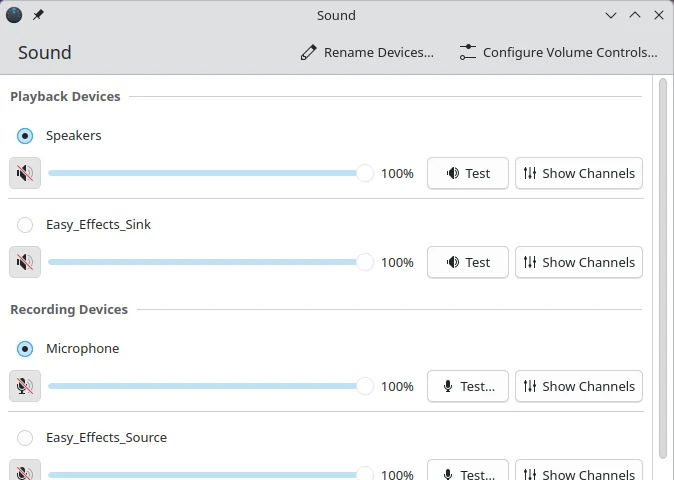 Sound
Sound Rename Devices... Configure Volume Controls...
Playback Devices
Speakers
100% Test Show Channels
Easy_Effects_Sink
100% Test Show Channels
Recording Devices
Microphone
100% Test... Show Channels
Easy_Effects_Source
100% Test... Show Channels